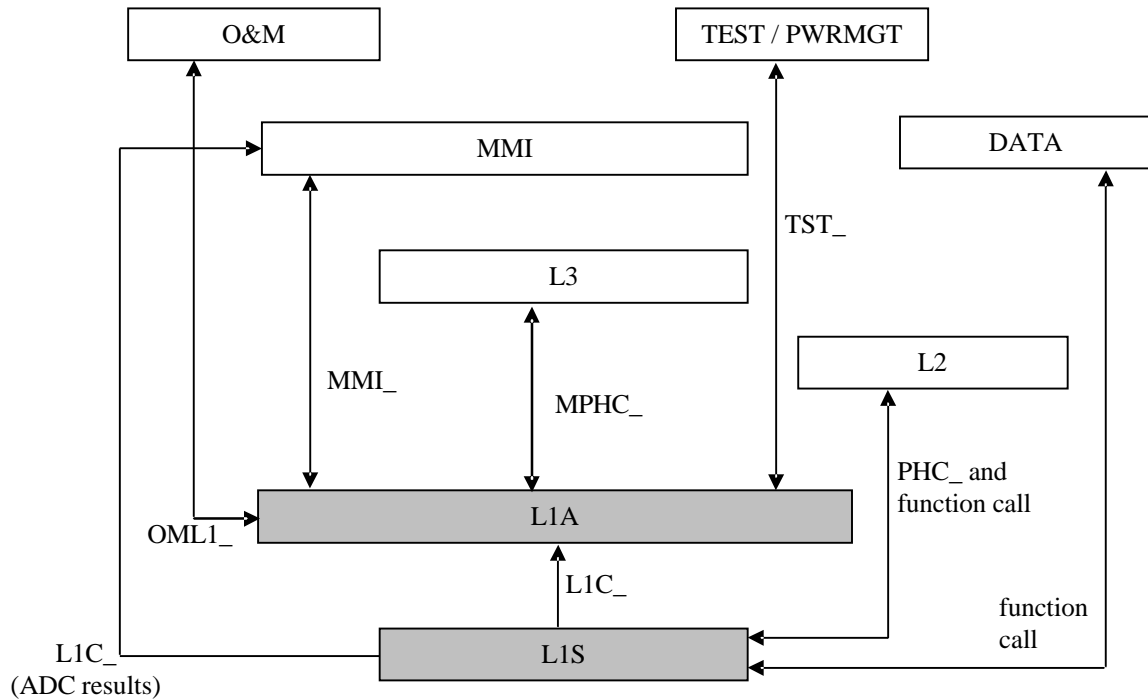 O&M
TEST / PWRMGT
MMI
DATA
TST_
L3
L2
MMI_
MPHC_
PHC_ and
function call
L1A
OML1_
L1C_
function
call
L1S
L1C_
(ADC results)